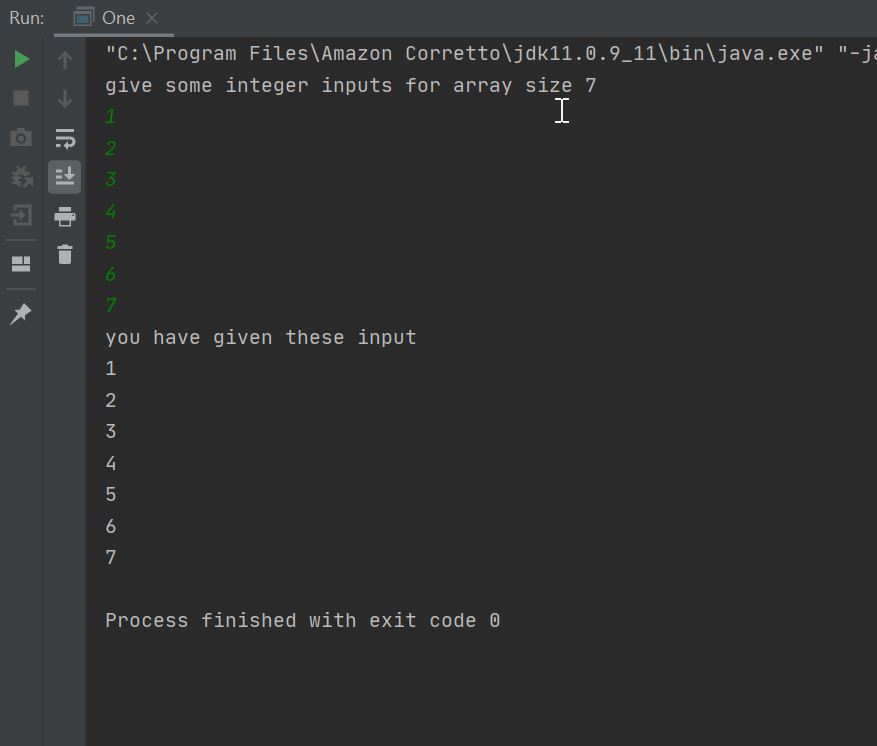 Run: One
"C:\Program Files\Amazon Corretto\jdk11.0.9_11\bin\java.exe" "-ja
give some integer inputs for array size 7
1
2
3
4
5
6
7
you have given these input
1
2
3
4
5
6
7
Process finished with exit code 0